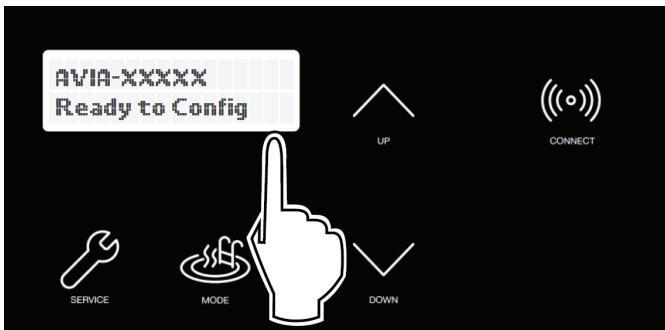 AVIA-XXXXX
Ready to Config
UP
CONNECT
SERVICE
MODE
DOWN